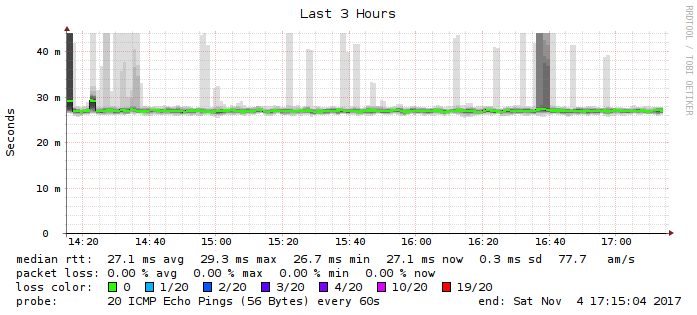 Last 3 Hours
RRDTOOL / TOBI OETIKER
Seconds
40 m
30 m
20 m
10 m
0
14:20 14:40 15:00 15:20 15:40 16:00 16:20 16:40 17:00
median rtt: 27.1 ms avg 29.3 ms max 26.7 ms min 27.1 ms now 0.3 ms sd 77.7 am/s
packet loss: 0.00 % avg 0.00 % max 0.00 % min 0.00 % now
loss color: 0 1/20 2/20 3/20 4/20 10/20 19/20
probe: 20 ICMP Echo Pings (56 Bytes) every 60s end: Sat Nov 4 17:15:04 2017